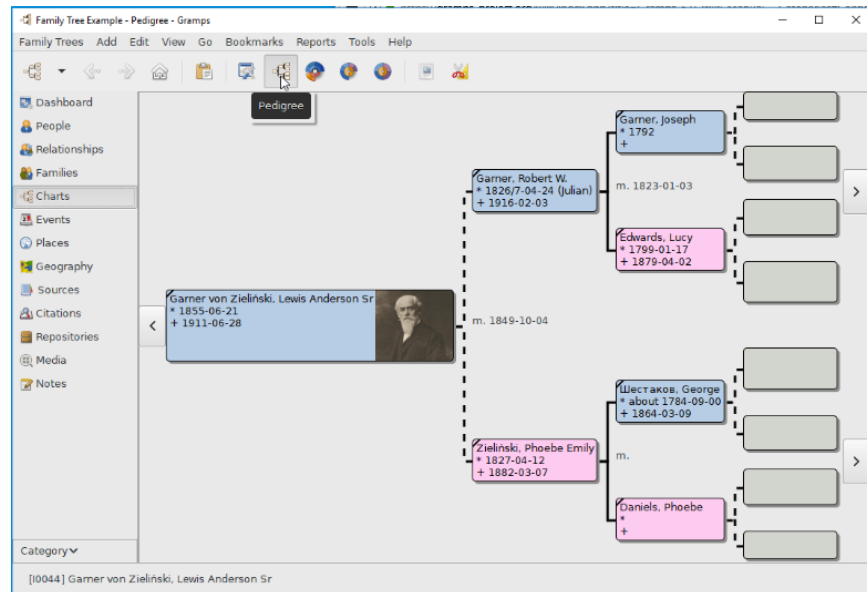 Family Tree Example - Pedigree - Gramps
Family Trees Add Edit View Go Bookmarks Reports Tools Help
Pedigree
Dashboard
People
Relationships
Families
Charts
Events
Places
Geography
Sources
Citations
Repositories
Media
Notes
Category
Garner von Zieliński, Lewis Anderson Sr
* 1855-06-21
+ 1911-06-28
Garner, Robert W.
* 1826/7-04-24 (Julian)
+ 1916-02-03
m. 1849-10-04
Zieliński, Phoebe Emily
* 1827-04-12
+ 1882-03-07
Garner, Joseph
* 1792
+
m. 1823-01-03
Edwards, Lucy
* 1799-01-17
+ 1879-04-02
Шестаков, George
* about 1784-09-00
+ 1864-03-09
m.
Daniels, Phoebe
*
+
[I0044] Garner von Zieliński, Lewis Anderson Sr